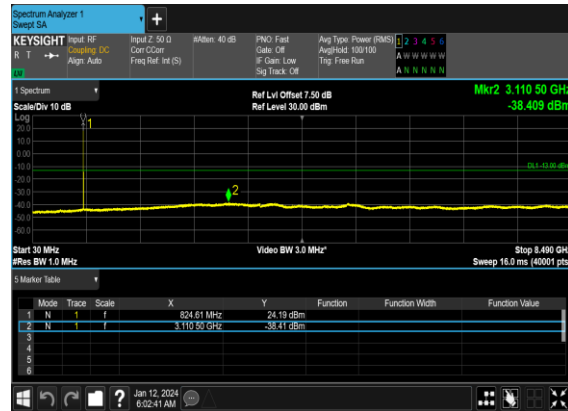 Spectrum Analyzer 1
Swept SA
+
KEYSIGHT Input: RF Input Z: 50 Ω #Atten: 40 dB PNO: Fast Avg Type: Power (RMS) 1 2 3 4 5 6
R T Coupling: DC Corr CCorr Gate: Off Avg|Hold: 100/100 A W W W W W
Align: Auto Freq Ref: Int (S) IF Gain: Low Trig: Free Run
Sig Track: Off A N N N N N
1 Spectrum Ref Lvl Offset 7.50 dB Mkr2 3.110 50 GHz
Scale/Div 10 dB Ref Level 30.00 dBm -38.409 dBm
Log
1
20.0
10.0
0.00
-10.0
DL1 -13.00 dBm
-20.0
-30.0
2
-40.0
-50.0
-60.0
Start 30 MHz Video BW 3.0 MHz* Stop 8.490 GHz
#Res BW 1.0 MHz Sweep 16.0 ms (40001 pts)
5 Marker Table
Mode Trace Scale X Y Function Function Width Function Value
1 N 1 f 824.61 MHz 24.19 dBm
2 N 1 f 3.110 50 GHz -38.41 dBm
3
4
5
6
? Jan 12, 2024
6:02:41 AM